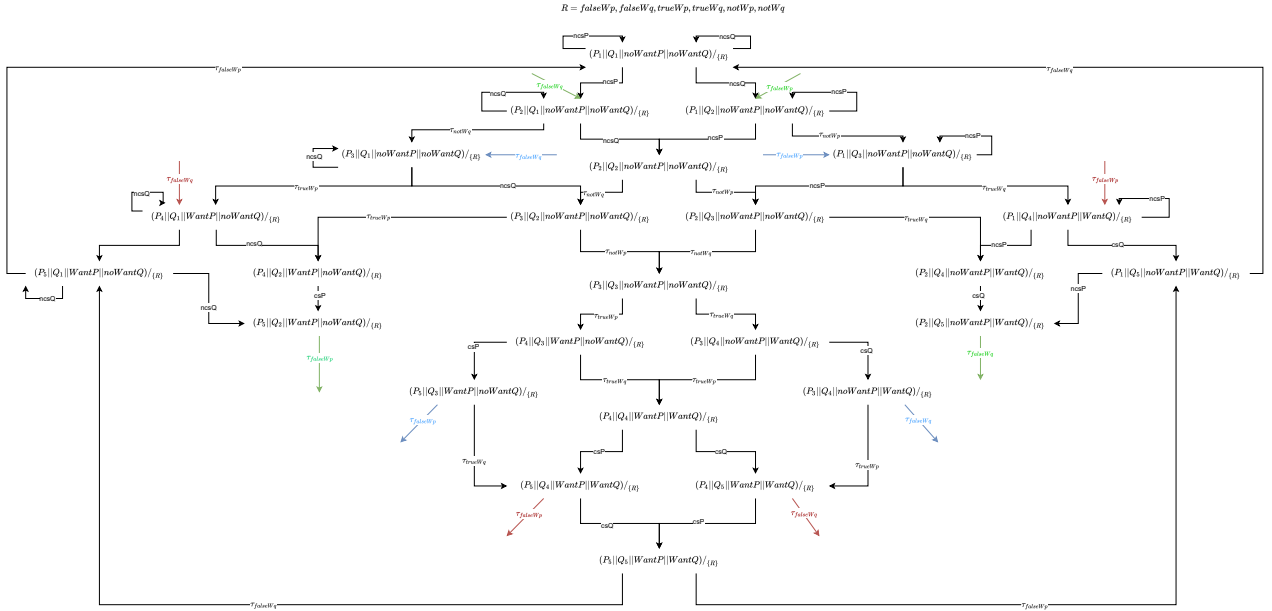 R = falseWp, falseWq, trueWp, trueWq, notWp, notWq
ncsP
ncsQ
(P₁||Q₁||noWantP||noWantQ)/{R}
τfalseWp
τfalseWq
ncsP
ncsQ
τfalseWq
τfalseWp
ncsQ
ncsP
(P₂||Q₁||noWantP||noWantQ)/{R}
(P₁||Q₂||noWantP||noWantQ)/{R}
τnotWq
ncsQ
ncsP
τnotWp
ncsP
ncsQ
(P₃||Q₁||noWantP||noWantQ)/{R}
τfalseWq
τfalseWp
(P₁||Q₃||noWantP||noWantQ)/{R}
(P₂||Q₂||noWantP||noWantQ)/{R}
τfalseWq
τfalseWp
τtrueWp
ncsQ
τnotWq
τnotWp
ncsP
τtrueWq
ncsQ
ncsP
(P₄||Q₁||WantP||noWantQ)/{R}
τtrueWp
(P₃||Q₂||noWantP||noWantQ)/{R}
(P₂||Q₃||noWantP||noWantQ)/{R}
τtrueWq
(P₁||Q₄||noWantP||WantQ)/{R}
ncsQ
τnotWp
τnotWq
ncsP
csQ
(P₅||Q₁||WantP||noWantQ)/{R}
(P₄||Q₂||WantP||noWantQ)/{R}
(P₂||Q₄||noWantP||WantQ)/{R}
(P₁||Q₅||noWantP||WantQ)/{R}
(P₃||Q₃||noWantP||noWantQ)/{R}
ncsQ
ncsQ
csP
csQ
ncsP
τtrueWp
τtrueWq
(P₅||Q₂||WantP||noWantQ)/{R}
(P₂||Q₅||noWantP||WantQ)/{R}
csP
(P₄||Q₃||WantP||noWantQ)/{R}
(P₃||Q₄||noWantP||WantQ)/{R}
csQ
τfalseWp
τfalseWq
τtrueWq
τtrueWp
(P₅||Q₃||WantP||noWantQ)/{R}
(P₃||Q₄||noWantP||WantQ)/{R}
τfalseWp
(P₄||Q₄||WantP||WantQ)/{R}
τfalseWq
csP
csQ
τtrueWq
τtrueWp
(P₅||Q₄||WantP||WantQ)/{R}
(P₄||Q₅||WantP||WantQ)/{R}
τfalseWp
τfalseWq
csQ
csP
(P₅||Q₅||WantP||WantQ)/{R}
τfalseWq
τfalseWp